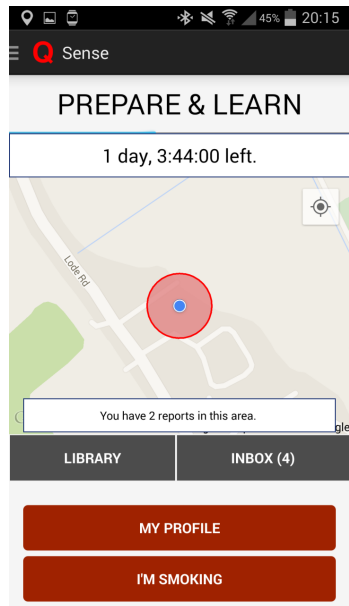 45% 20:15
Q Sense
PREPARE & LEARN
1 day, 3:44:00 left.
Lode Rd
You have 2 reports in this area.
gle
LIBRARY INBOX (4)
MY PROFILE
I'M SMOKING